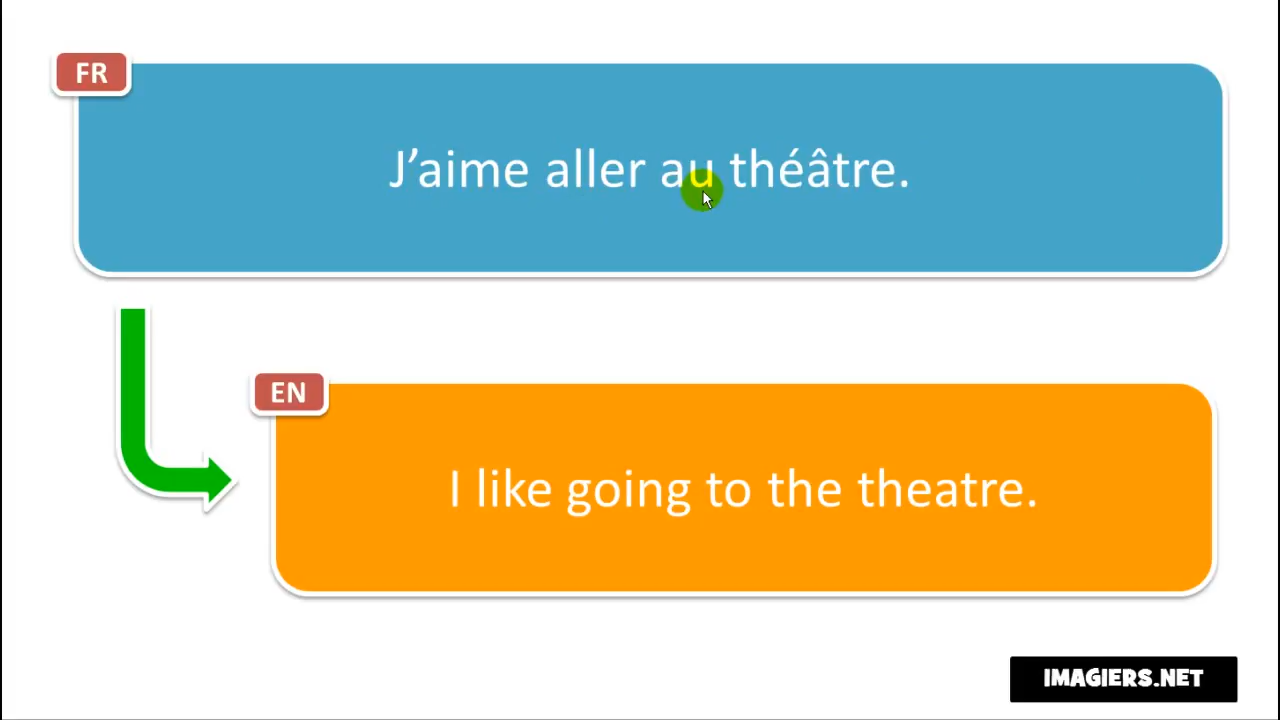 FR
J’aime aller au théâtre.
EN
I like going to the theatre.
IMAGIERS.NET